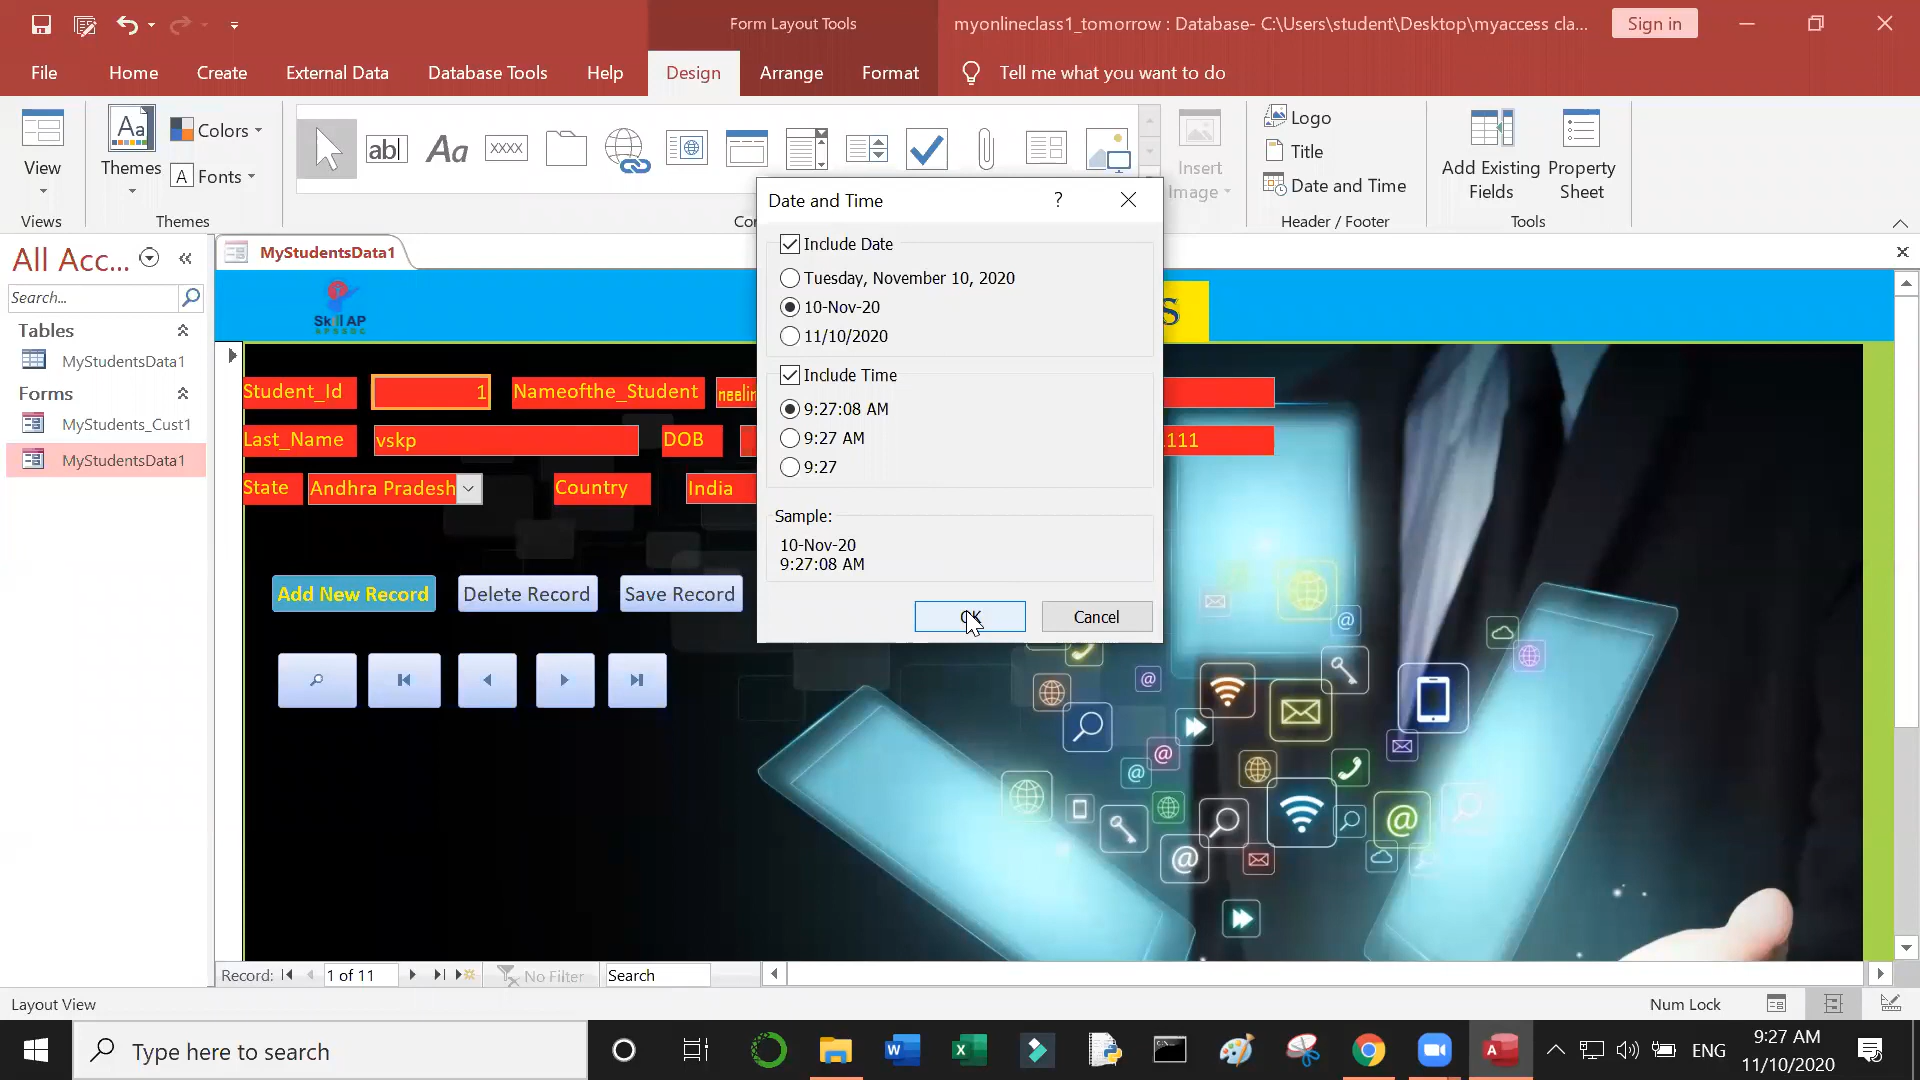 Form Layout Tools
myonlineclass1_tomorrow : Database- C:\Users\student\Desktop\myaccess cla...
Sign in
File
Home
Create
External Data
Database Tools
Help
Design
Arrange
Format
Tell me what you want to do
View
Views
Aa
Themes
Colors
A Fonts
Themes
ab
Aa
XXXX
Insert
Image
Logo
Title
Date and Time
Header / Footer
Add Existing
Fields
Property
Sheet
Tools
All Acc...
Search...
Tables
MyStudentsData1
Forms
MyStudents_Cust1
MyStudentsData1
MyStudentsData1
Skill AP
APSSDC
S
Student_Id
1
Nameofthe_Student
Last_Name
vskp
DOB
1111
State
Andhra Pradesh
Country
India
Add New Record
Delete Record
Save Record
Date and Time
?
Include Date
Tuesday, November 10, 2020
10-Nov-20
11/10/2020
Include Time
9:27:08 AM
9:27 AM
9:27
Sample:
10-Nov-20
9:27:08 AM
OK
Cancel
Record:
1 of 11
No Filter
Search
Layout View
Num Lock
Type here to search
ENG
9:27 AM
11/10/2020